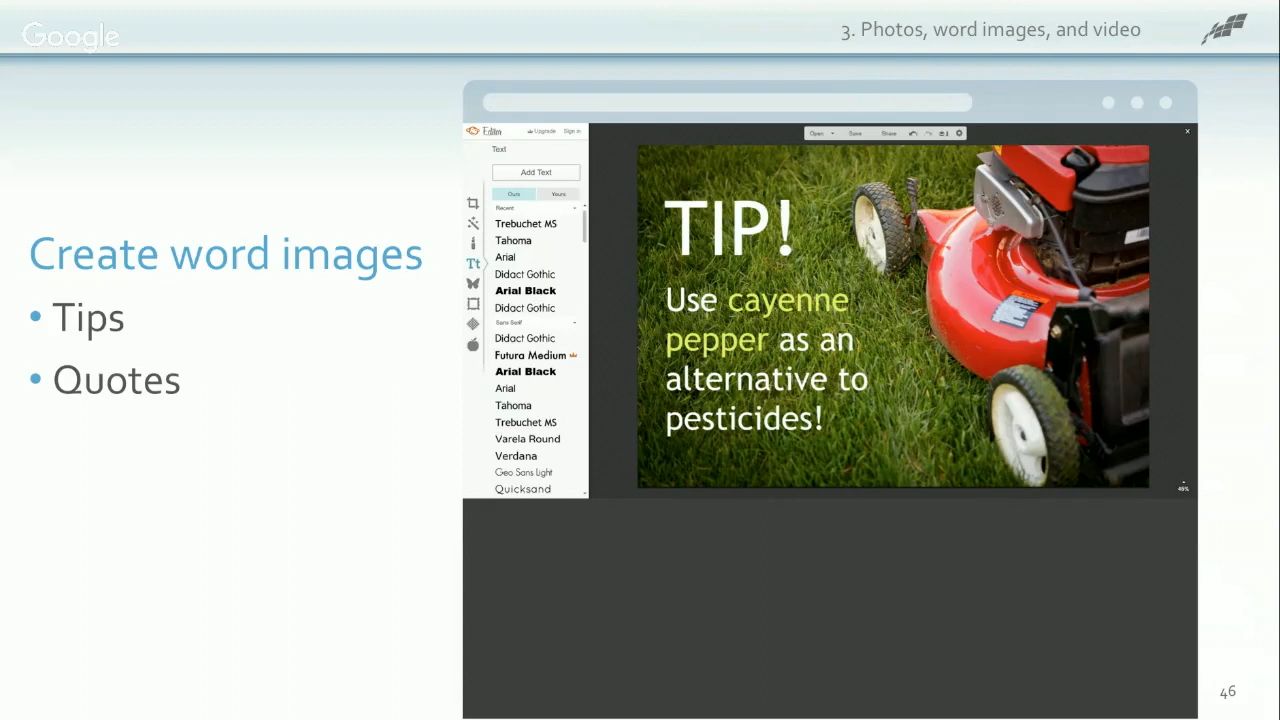 Google
3. Photos, word images, and video
Create word images
• Tips
• Quotes
Editor
Upgrade
Sign in
Text
Add Text
Ours
Yours
Recent
Trebuchet MS
Tahoma
Arial
Didact Gothic
Arial Black
Didact Gothic
Sans Serif
Didact Gothic
Futura Medium
Arial Black
Arial
Tahoma
Trebuchet MS
Varela Round
Verdana
Geo Sans Light
Quicksand
Open
Save
Share
TIP!
Use cayenne
pepper as an
alternative to
pesticides!
46